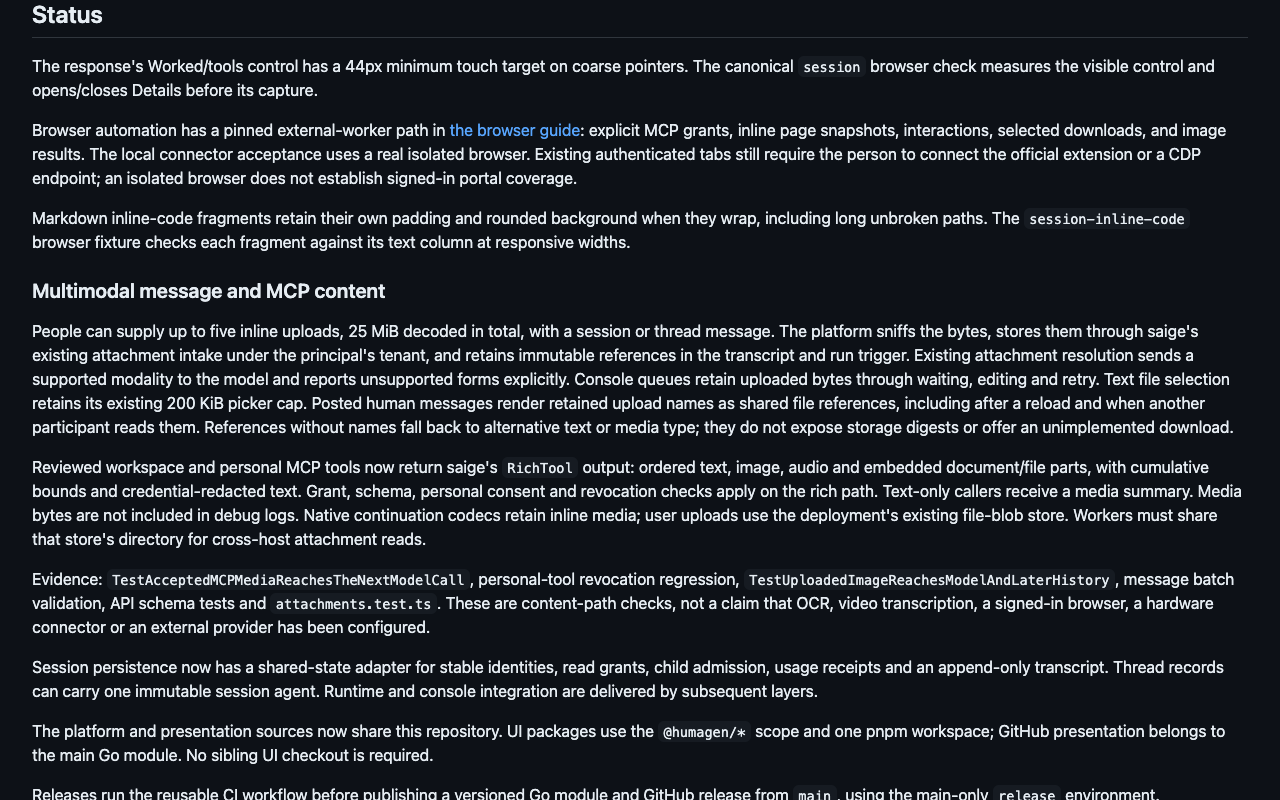 Status
The response's Worked/tools control has a 44px minimum touch target on coarse pointers. The canonical session browser check measures the visible control and
opens/closes Details before its capture.
Browser automation has a pinned external-worker path in the browser guide: explicit MCP grants, inline page snapshots, interactions, selected downloads, and image
results. The local connector acceptance uses a real isolated browser. Existing authenticated tabs still require the person to connect the official extension or a CDP
endpoint; an isolated browser does not establish signed-in portal coverage.
Markdown inline-code fragments retain their own padding and rounded background when they wrap, including long unbroken paths. The session-inline-code
browser fixture checks each fragment against its text column at responsive widths.
Multimodal message and MCP content
People can supply up to five inline uploads, 25 MiB decoded in total, with a session or thread message. The platform sniffs the bytes, stores them through saige's
existing attachment intake under the principal's tenant, and retains immutable references in the transcript and run trigger. Existing attachment resolution sends a
supported modality to the model and reports unsupported forms explicitly. Console queues retain uploaded bytes through waiting, editing and retry. Text file selection
retains its existing 200 KiB picker cap. Posted human messages render retained upload names as shared file references, including after a reload and when another
participant reads them. References without names fall back to alternative text or media type; they do not expose storage digests or offer an unimplemented download.
Reviewed workspace and personal MCP tools now return saige's RichTool output: ordered text, image, audio and embedded document/file parts, with cumulative
bounds and credential-redacted text. Grant, schema, personal consent and revocation checks apply on the rich path. Text-only callers receive a media summary. Media
bytes are not included in debug logs. Native continuation codecs retain inline media; user uploads use the deployment's existing file-blob store. Workers must share
that store's directory for cross-host attachment reads.
Evidence: TestAcceptedMCPMediaReachesTheNextModelCall, personal-tool revocation regression, TestUploadedImageReachesModelAndLaterHistory, message batch
validation, API schema tests and attachments.test.ts. These are content-path checks, not a claim that OCR, video transcription, a signed-in browser, a hardware
connector or an external provider has been configured.
Session persistence now has a shared-state adapter for stable identities, read grants, child admission, usage receipts and an append-only transcript. Thread records
can carry one immutable session agent. Runtime and console integration are delivered by subsequent layers.
The platform and presentation sources now share this repository. UI packages use the @humagen/* scope and one pnpm workspace; GitHub presentation belongs to
the main Go module. No sibling UI checkout is required.
Releases run the reusable CI workflow before publishing a versioned Go module and GitHub release from main, using the main-only release environment.